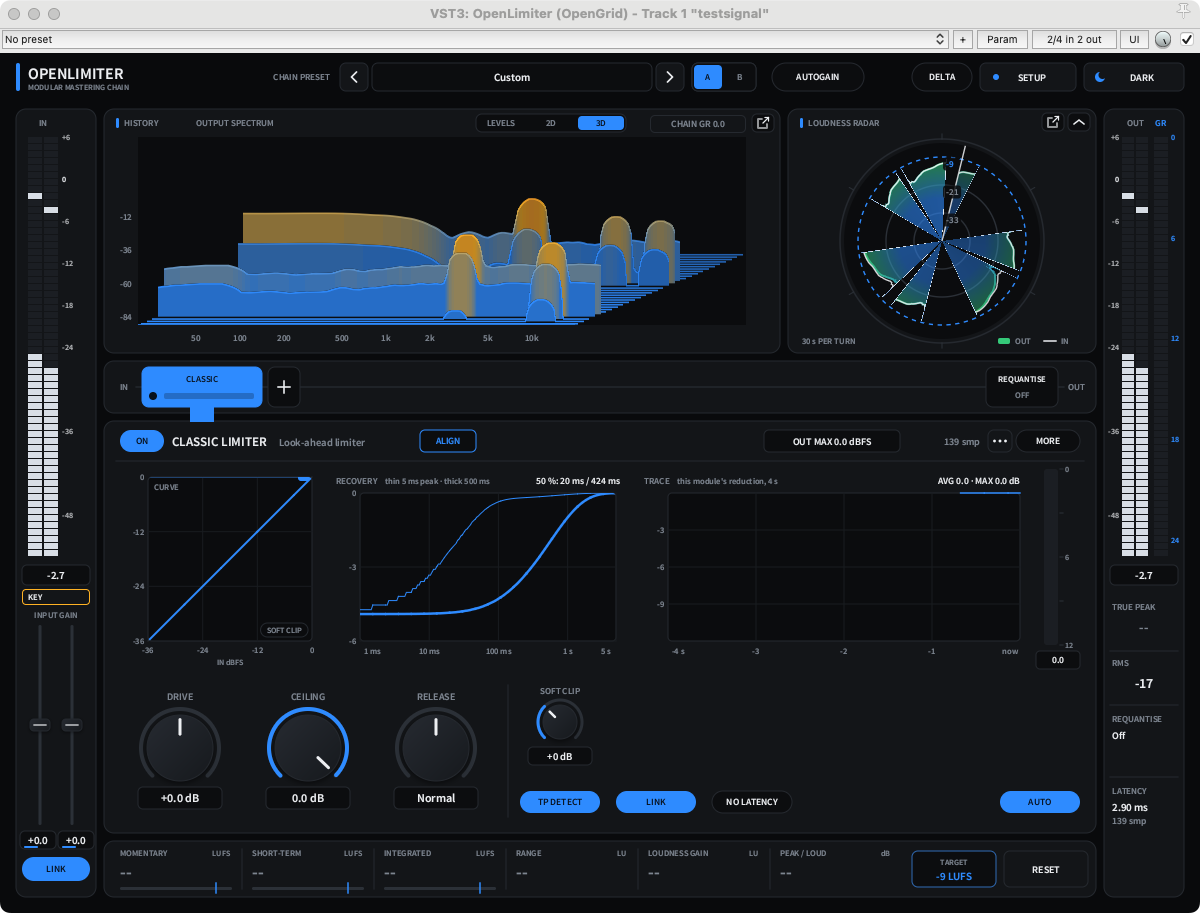 VST3: OpenLimiter (OpenGrid) - Track 1 "testsignal"
No preset
+
Param
2/4 in 2 out
UI
OPENLIMITER
MODULAR MASTERING CHAIN
CHAIN PRESET
Custom
A B
AUTOGAIN
DELTA
SETUP
DARK
IN
+6
0
-6
-12
-18
-24
-36
-48
-2.7
KEY
INPUT GAIN
+0.0 +0.0
LINK
HISTORY
OUTPUT SPECTRUM
LEVELS 2D 3D
CHAIN GR 0.0
-12
-36
-60
-84
50 100 200 500 1k 2k 5k 10k
LOUDNESS RADAR
-9
-21
-33
30 s PER TURN
OUT IN
IN
CLASSIC
+
REQUANTISE
OFF
OUT
ON
CLASSIC LIMITER
Look-ahead limiter
ALIGN
OUT MAX 0.0 dBFS
139 smp
•••
MORE
CURVE
0
-12
-24
-36
SOFT CLIP
-36 -24 -12 0
IN dBFS
RECOVERY thin 5 ms peak · thick 500 ms
50 %: 20 ms / 424 ms
0
-3
-6
1 ms 10 ms 100 ms 1 s 5 s
TRACE this module's reduction, 4 s
AVG 0.0 · MAX 0.0 dB
-3
-6
-9
-4 s -3 -2 -1 now
0
6
12
0.0
DRIVE
+0.0 dB
CEILING
0.0 dB
RELEASE
Normal
SOFT CLIP
+0 dB
TP DETECT
LINK
NO LATENCY
AUTO
MOMENTARY LUFS
--
SHORT-TERM LUFS
--
INTEGRATED LUFS
--
RANGE LU
--
LOUDNESS GAIN LU
--
PEAK / LOUD dB
--
TARGET
-9 LUFS
RESET
OUT GR
+6 0
0
-6 6
-12
-18
-24 12
-36 18
-48
24
-2.7
TRUE PEAK
--
RMS
-17
REQUANTISE
Off
LATENCY
2.90 ms
139 smp